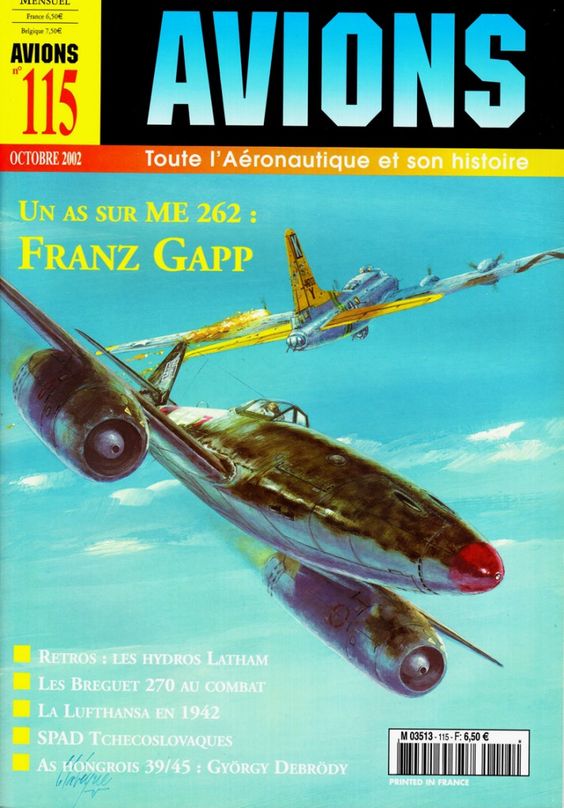 MENSUEL
France 6,50€
Belgique 7,50€
AVIONS
n° 115
OCTOBRE 2002
AVIONS
Toute l'Aéronautique et son histoire
UN AS SUR ME 262 :
FRANZ GAPP
RETROS : LES HYDROS LATHAM
LES BREGUET 270 AU COMBAT
LA LUFTHANSA EN 1942
SPAD TCHECOSLOVAQUES
AS HONGROIS 39/45 : GYÖRGY DEBRÖDY
M 03513 - 115 - F: 6,50 €
PRINTED IN FRANCE